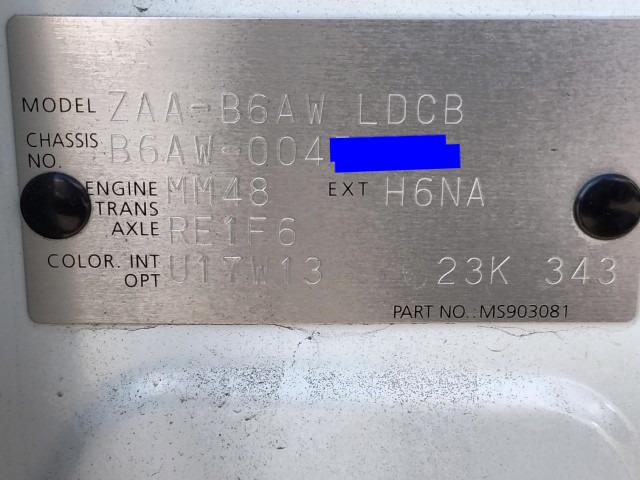 MODEL ZAA-B6AW LDCB
CHASSIS NO. B6AW-004
ENGINE MM48 EXT H6NA
TRANS AXLE RE1F6
COLOR. INT OPT U17W13 23K 343
PART NO.: MS903081